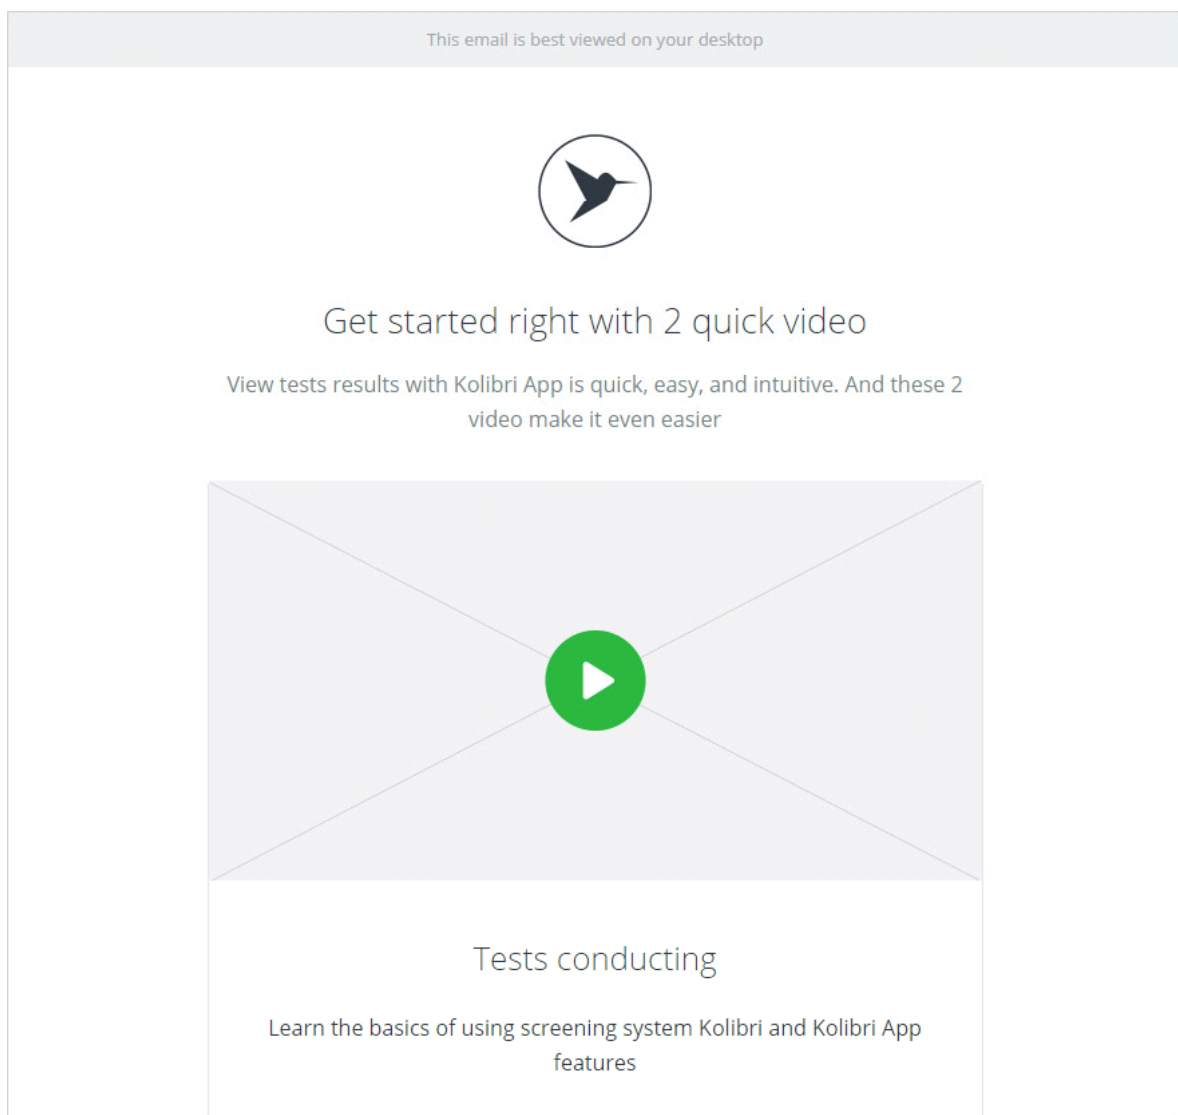 This email is best viewed on your desktop
Get started right with 2 quick video
View tests results with Kolibri App is quick, easy, and intuitive. And these 2
video make it even easier
Tests conducting
Learn the basics of using screening system Kolibri and Kolibri App
features